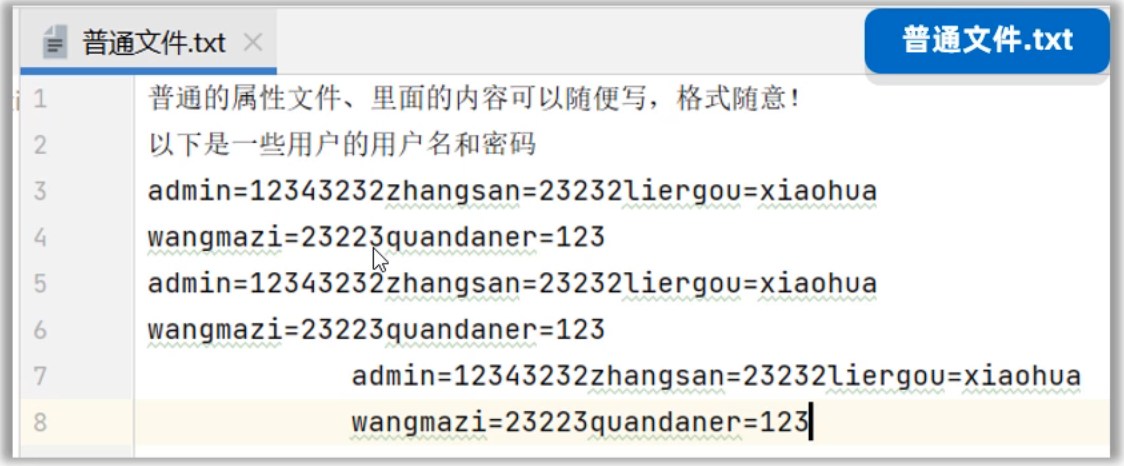 普通文件.txt
普通文件.txt
1 普通的属性文件、里面的内容可以随便写，格式随意！
2 以下是一些用户的用户名和密码
3 admin=12343232zhangsan=23232liergou=xiaohua
4 wangmazi=23223quandaner=123
5 admin=12343232zhangsan=23232liergou=xiaohua
6 wangmazi=23223quandaner=123
7 admin=12343232zhangsan=23232liergou=xiaohua
8 wangmazi=23223quandaner=123